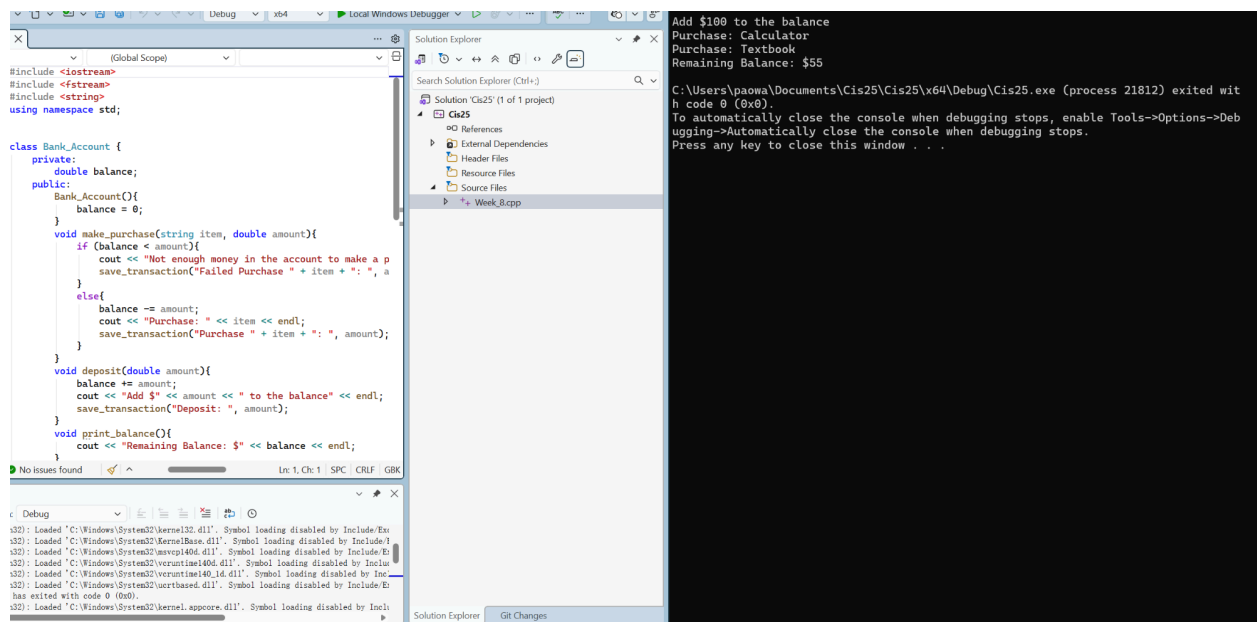 Debug
x64
Local Windows Debugger
(Global Scope)
#include <iostream>
#include <fstream>
#include <string>
using namespace std;
class Bank_Account {
private:
double balance;
public:
Bank_Account(){
balance = 0;
}
void make_purchase(string item, double amount){
if (balance < amount){
cout << "Not enough money in the account to make a p
save_transaction("Failed Purchase " + item + ": ", a
}
else{
balance -= amount;
cout << "Purchase: " << item << endl;
save_transaction("Purchase " + item + ": ", amount);
}
}
void deposit(double amount){
balance += amount;
cout << "Add $" << amount << " to the balance" << endl;
save_transaction("Deposit: ", amount);
}
void print_balance(){
cout << "Remaining Balance: $" << balance << endl;
}
No issues found
Ln: 1, Ch: 1 SPC CRLF GBK
Debug
n32): Loaded 'C:\Windows\System32\kernel32.dll'. Symbol loading disabled by Include/Exc
n32): Loaded 'C:\Windows\System32\KernelBase.dll'. Symbol loading disabled by Include/E
n32): Loaded 'C:\Windows\System32\msvcp140d.dll'. Symbol loading disabled by Include/Ex
n32): Loaded 'C:\Windows\System32\vcruntime140d.dll'. Symbol loading disabled by Includ
n32): Loaded 'C:\Windows\System32\vcruntime140_1d.dll'. Symbol loading disabled by Inc
n32): Loaded 'C:\Windows\System32\ucrtbased.dll'. Symbol loading disabled by Include/Ex
has exited with code 0 (0x0).
n32): Loaded 'C:\Windows\System32\kernel.appcore.dll'. Symbol loading disabled by Incl
Solution Explorer
Search Solution Explorer (Ctrl+;)
Solution 'Cis25' (1 of 1 project)
Cis25
References
External Dependencies
Header Files
Resource Files
Source Files
Week_8.cpp
Solution Explorer Git Changes
Add $100 to the balance
Purchase: Calculator
Purchase: Textbook
Remaining Balance: $55
C:\Users\paowa\Documents\Cis25\Cis25\x64\Debug\Cis25.exe (process 21812) exited wit
h code 0 (0x0).
To automatically close the console when debugging stops, enable Tools->Options->Deb
ugging->Automatically close the console when debugging stops.
Press any key to close this window . . .